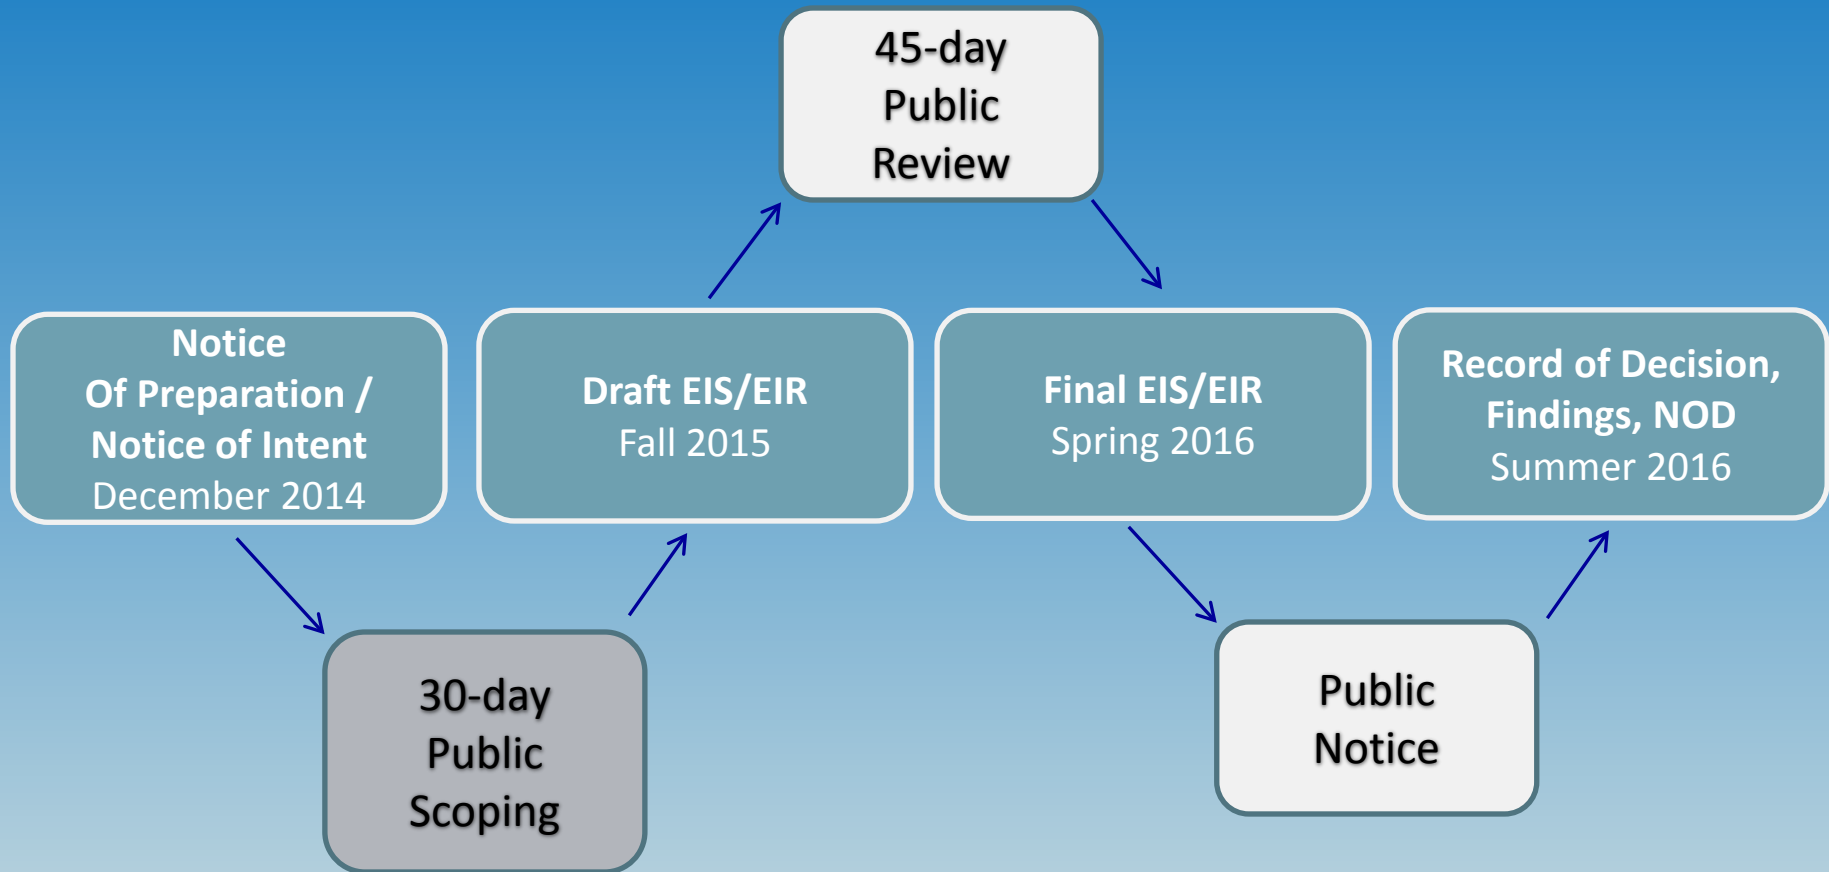 45-day
Public
Review
Notice
Of Preparation /
Notice of Intent
December 2014
Draft EIS/EIR
Fall 2015
Final EIS/EIR
Spring 2016
Record of Decision,
Findings, NOD
Summer 2016
30-day
Public
Scoping
Public
Notice